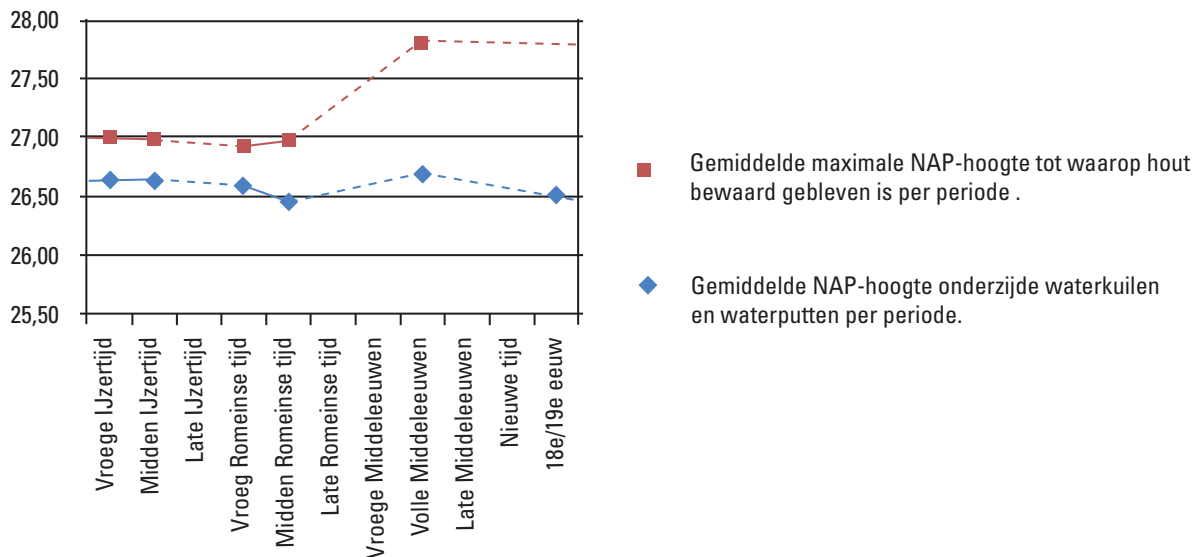 28,00
27,50
27,00
26,50
26,00
25,50
Vroege IJzertijd
Midden IJzertijd
Late IJzertijd
Vroeg Romeinse tijd
Midden Romeinse tijd
Late Romeinse tijd
Vroege Middeleeuwen
Volle Middeleeuwen
Late Middeleeuwen
Nieuwe tijd
18e/19e eeuw
Gemiddelde maximale NAP-hoogte tot waarop hout
bewaard gebleven is per periode .
Gemiddelde NAP-hoogte onderzijde waterkuilen
en waterputten per periode.